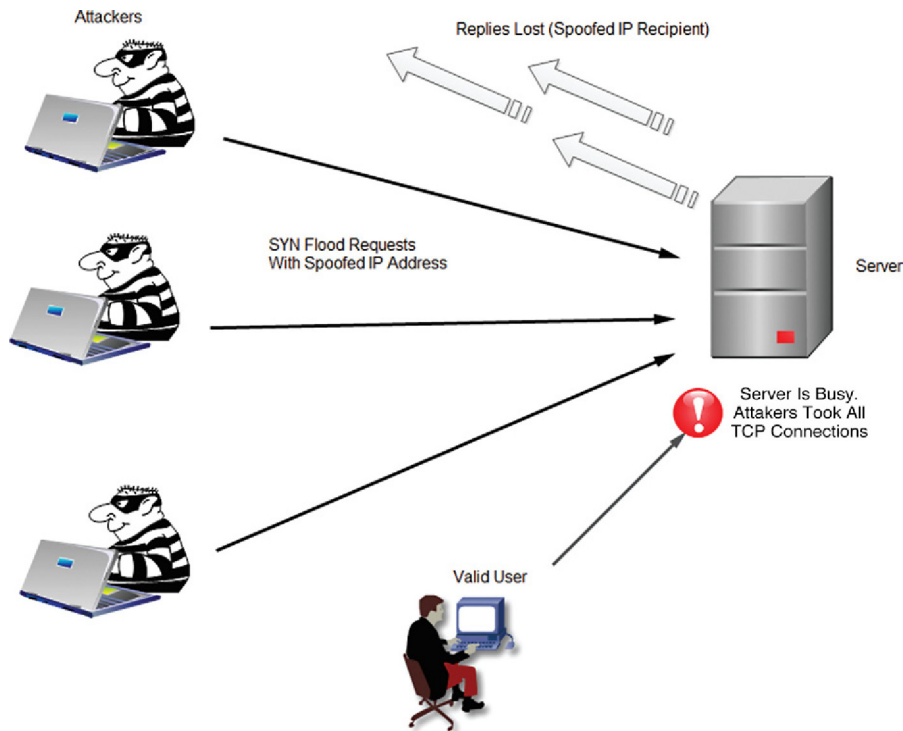 Attackers
Replies Lost (Spoofed IP Recipient)
SYN Flood Requests
With Spoofed IP Address
Server
Server Is Busy.
Attakers Took All
TCP Connections
Valid User